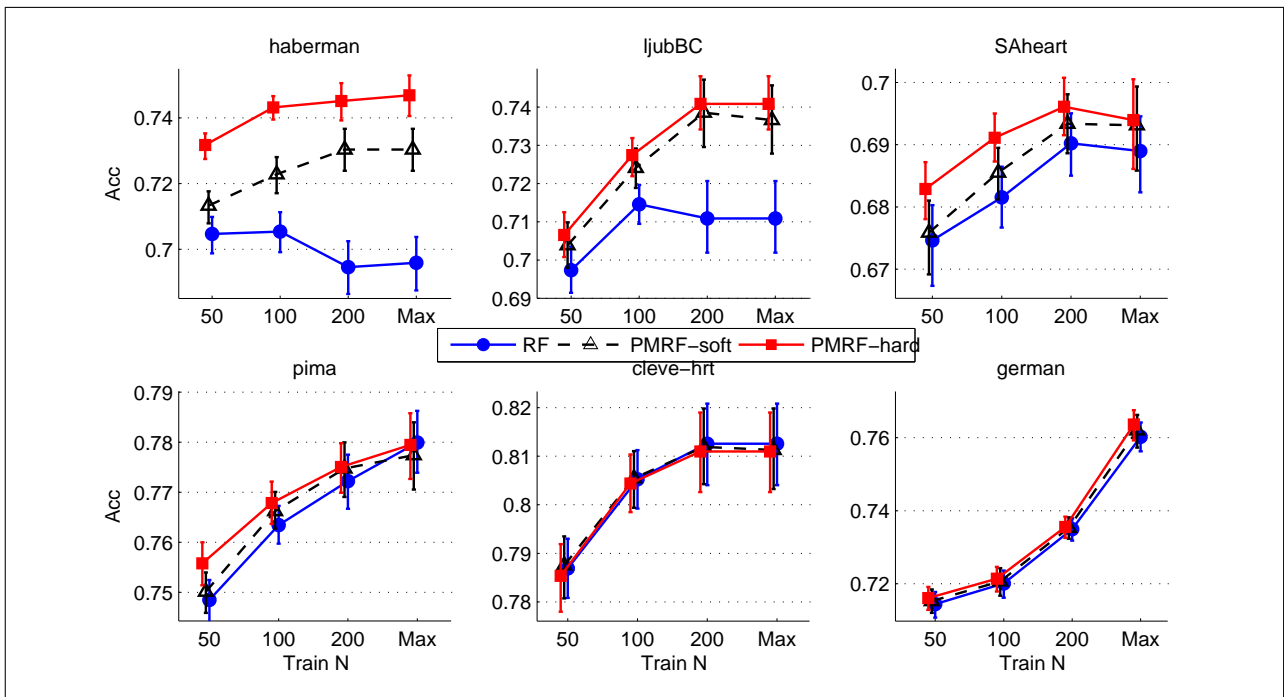 haberman
0.74
0.72
0.7
Acc
50 100 200 Max
ljubBC
0.74
0.73
0.72
0.71
0.7
0.69
50 100 200 Max
SAheart
0.7
0.69
0.68
0.67
50 100 200 Max
RF PMRF-soft PMRF-hard
pima
0.79
0.78
0.77
0.76
0.75
Acc
50 100 200 Max
Train N
cleve-hrt
0.82
0.81
0.8
0.79
0.78
50 100 200 Max
Train N
german
0.76
0.74
0.72
50 100 200 Max
Train N